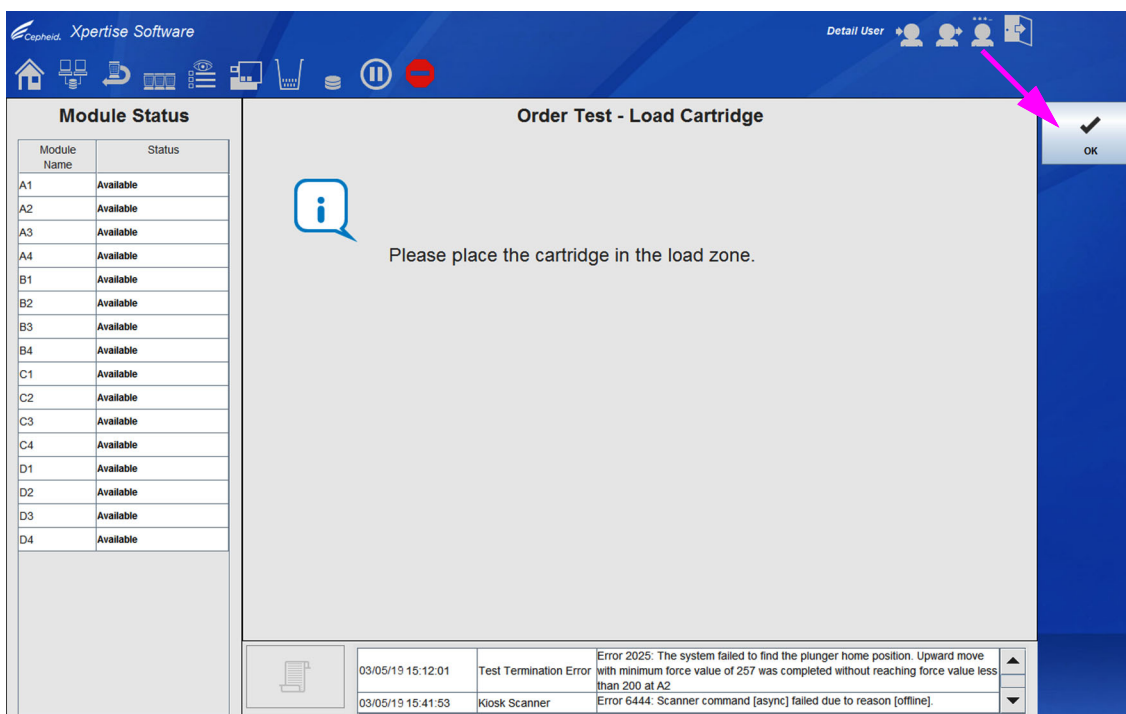 Cepheid. Xpertise Software
Detail User
Module Status
Order Test - Load Cartridge
OK
Module Name
Status
A1 Available
A2 Available
A3 Available
A4 Available
B1 Available
B2 Available
B3 Available
B4 Available
C1 Available
C2 Available
C3 Available
C4 Available
D1 Available
D2 Available
D3 Available
D4 Available
i
Please place the cartridge in the load zone.
03/05/19 15:12:01 Test Termination Error
Error 2025: The system failed to find the plunger home position. Upward move
with minimum force value of 257 was completed without reaching force value less
than 200 at A2
03/05/19 15:41:53 Kiosk Scanner Error 6444: Scanner command [async] failed due to reason [offline].